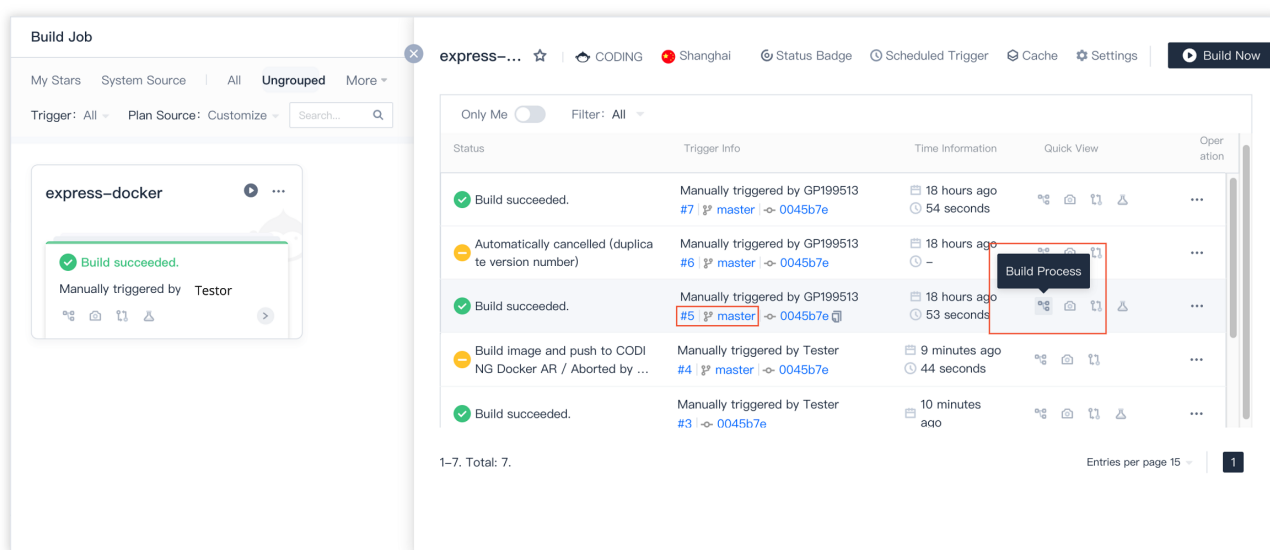 Build Job
My Stars System Source All Ungrouped More
Trigger: All Plan Source: Customize Search...
express-docker
Build succeeded.
Manually triggered by Testor
express-... CODING Shanghai Status Badge Scheduled Trigger Cache Settings Build Now
Only Me Filter: All
Status Trigger Info Time Information Quick View Oper
ation
Build succeeded.
Manually triggered by GP199513
#7 master 0045b7e
18 hours ago
54 seconds
Automatically cancelled (duplica
te version number)
Manually triggered by GP199513
#6 master 0045b7e
18 hours ago
–
Build Process
Build succeeded.
Manually triggered by GP199513
#5 master 0045b7e
18 hours ago
53 seconds
Build image and push to CODI
NG Docker AR / Aborted by ...
Manually triggered by Tester
#4 master 0045b7e
9 minutes ago
44 seconds
Build succeeded.
Manually triggered by Tester
#3 0045b7e
10 minutes
ago
1–7. Total: 7.
Entries per page 15 1